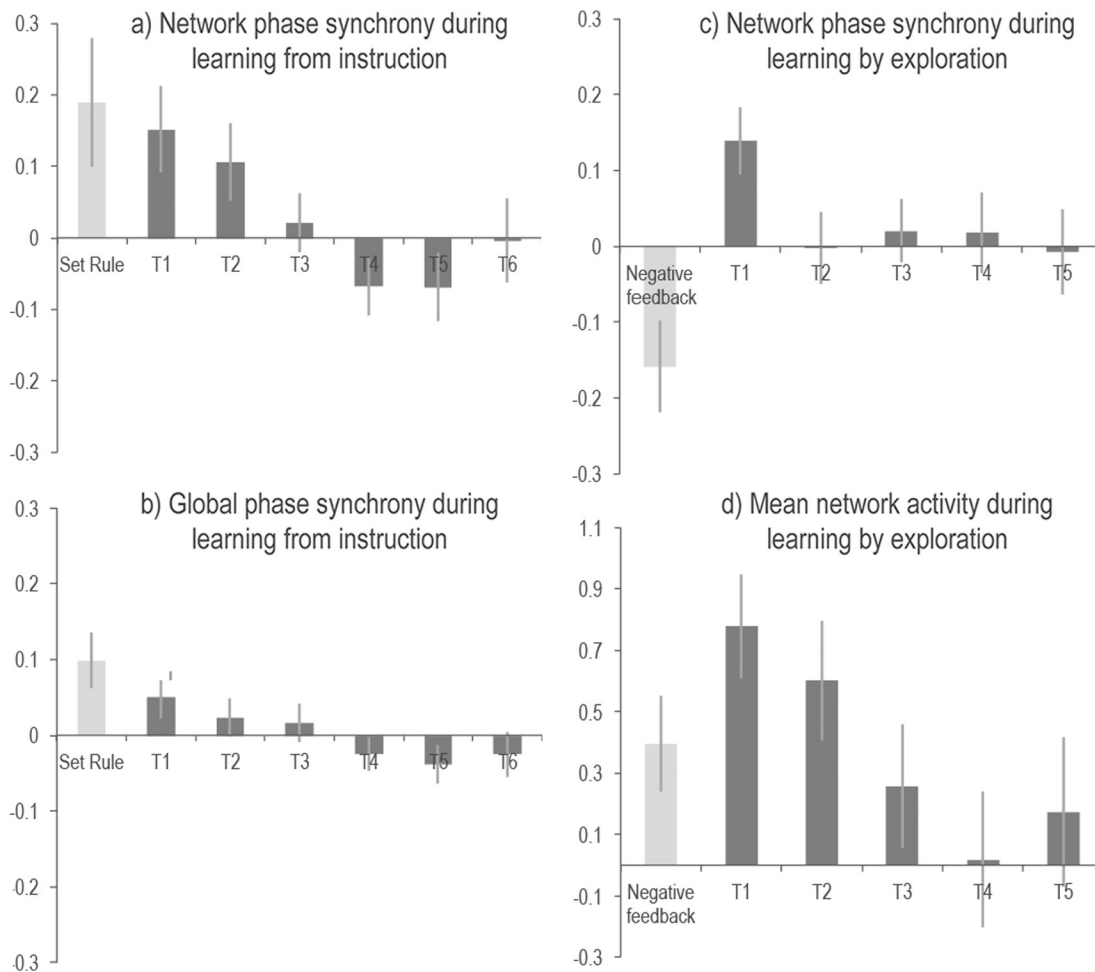 a) Network phase synchrony during
learning from instruction
0.3
0.2
0.1
0
-0.1
-0.2
-0.3
Set Rule T1 T2 T3 T4 T5 T6
b) Global phase synchrony during
learning from instruction
0.3
0.2
0.1
0
-0.1
-0.2
-0.3
Set Rule T1 T2 T3 T4 T5 T6
c) Network phase synchrony during
learning by exploration
0.3
0.2
0.1
0
-0.1
-0.2
-0.3
Negative
feedback
T1 T2 T3 T4 T5
d) Mean network activity during
learning by exploration
1.1
0.9
0.7
0.5
0.3
0.1
-0.1
-0.3
Negative
feedback
T1 T2 T3 T4 T5